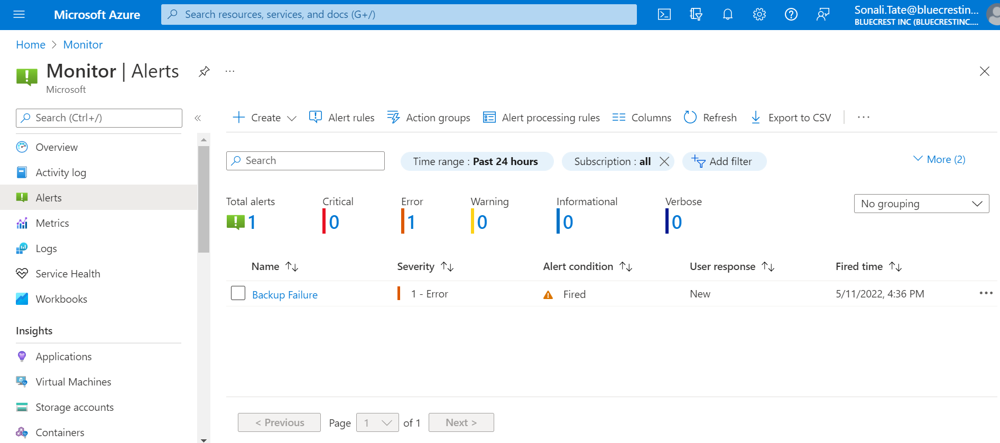 Microsoft Azure
Search resources, services, and docs (G+/)
Sonali.Tate@bluecrestin...
BLUECREST INC (BLUECRESTINC....
Home > Monitor
Monitor | Alerts
Microsoft
Search (Ctrl+/)
Overview
Activity log
Alerts
Metrics
Logs
Service Health
Workbooks
Insights
Applications
Virtual Machines
Storage accounts
Containers
Create Alert rules Action groups Alert processing rules Columns Refresh Export to CSV
Search
Time range : Past 24 hours
Subscription : all
Add filter
More (2)
Total alerts Critical Error Warning Informational Verbose
1 0 1 0 0 0
No grouping
Name Severity Alert condition User response Fired time
Backup Failure 1 - Error Fired New 5/11/2022, 4:36 PM
< Previous Page 1 of 1 Next >